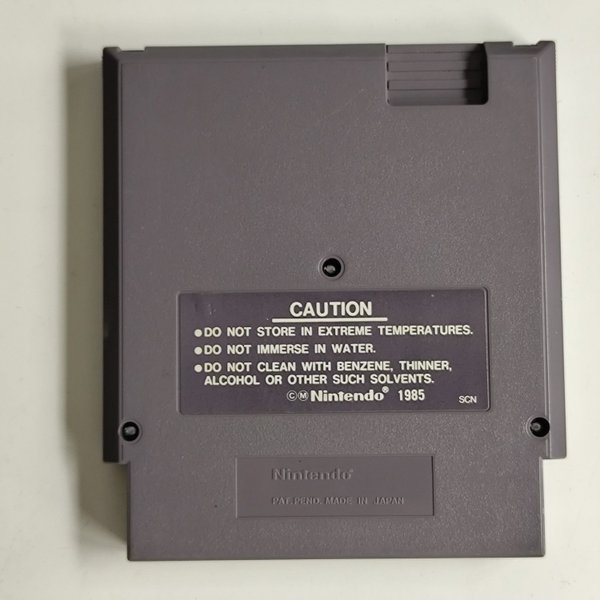 CAUTION
●DO NOT STORE IN EXTREME TEMPERATURES.
●DO NOT IMMERSE IN WATER.
●DO NOT CLEAN WITH BENZENE, THINNER,
ALCOHOL OR OTHER SUCH SOLVENTS.
©Ⓜ Nintendo® 1985 SCN
Nintendo®
PAT.PEND. MADE IN JAPAN